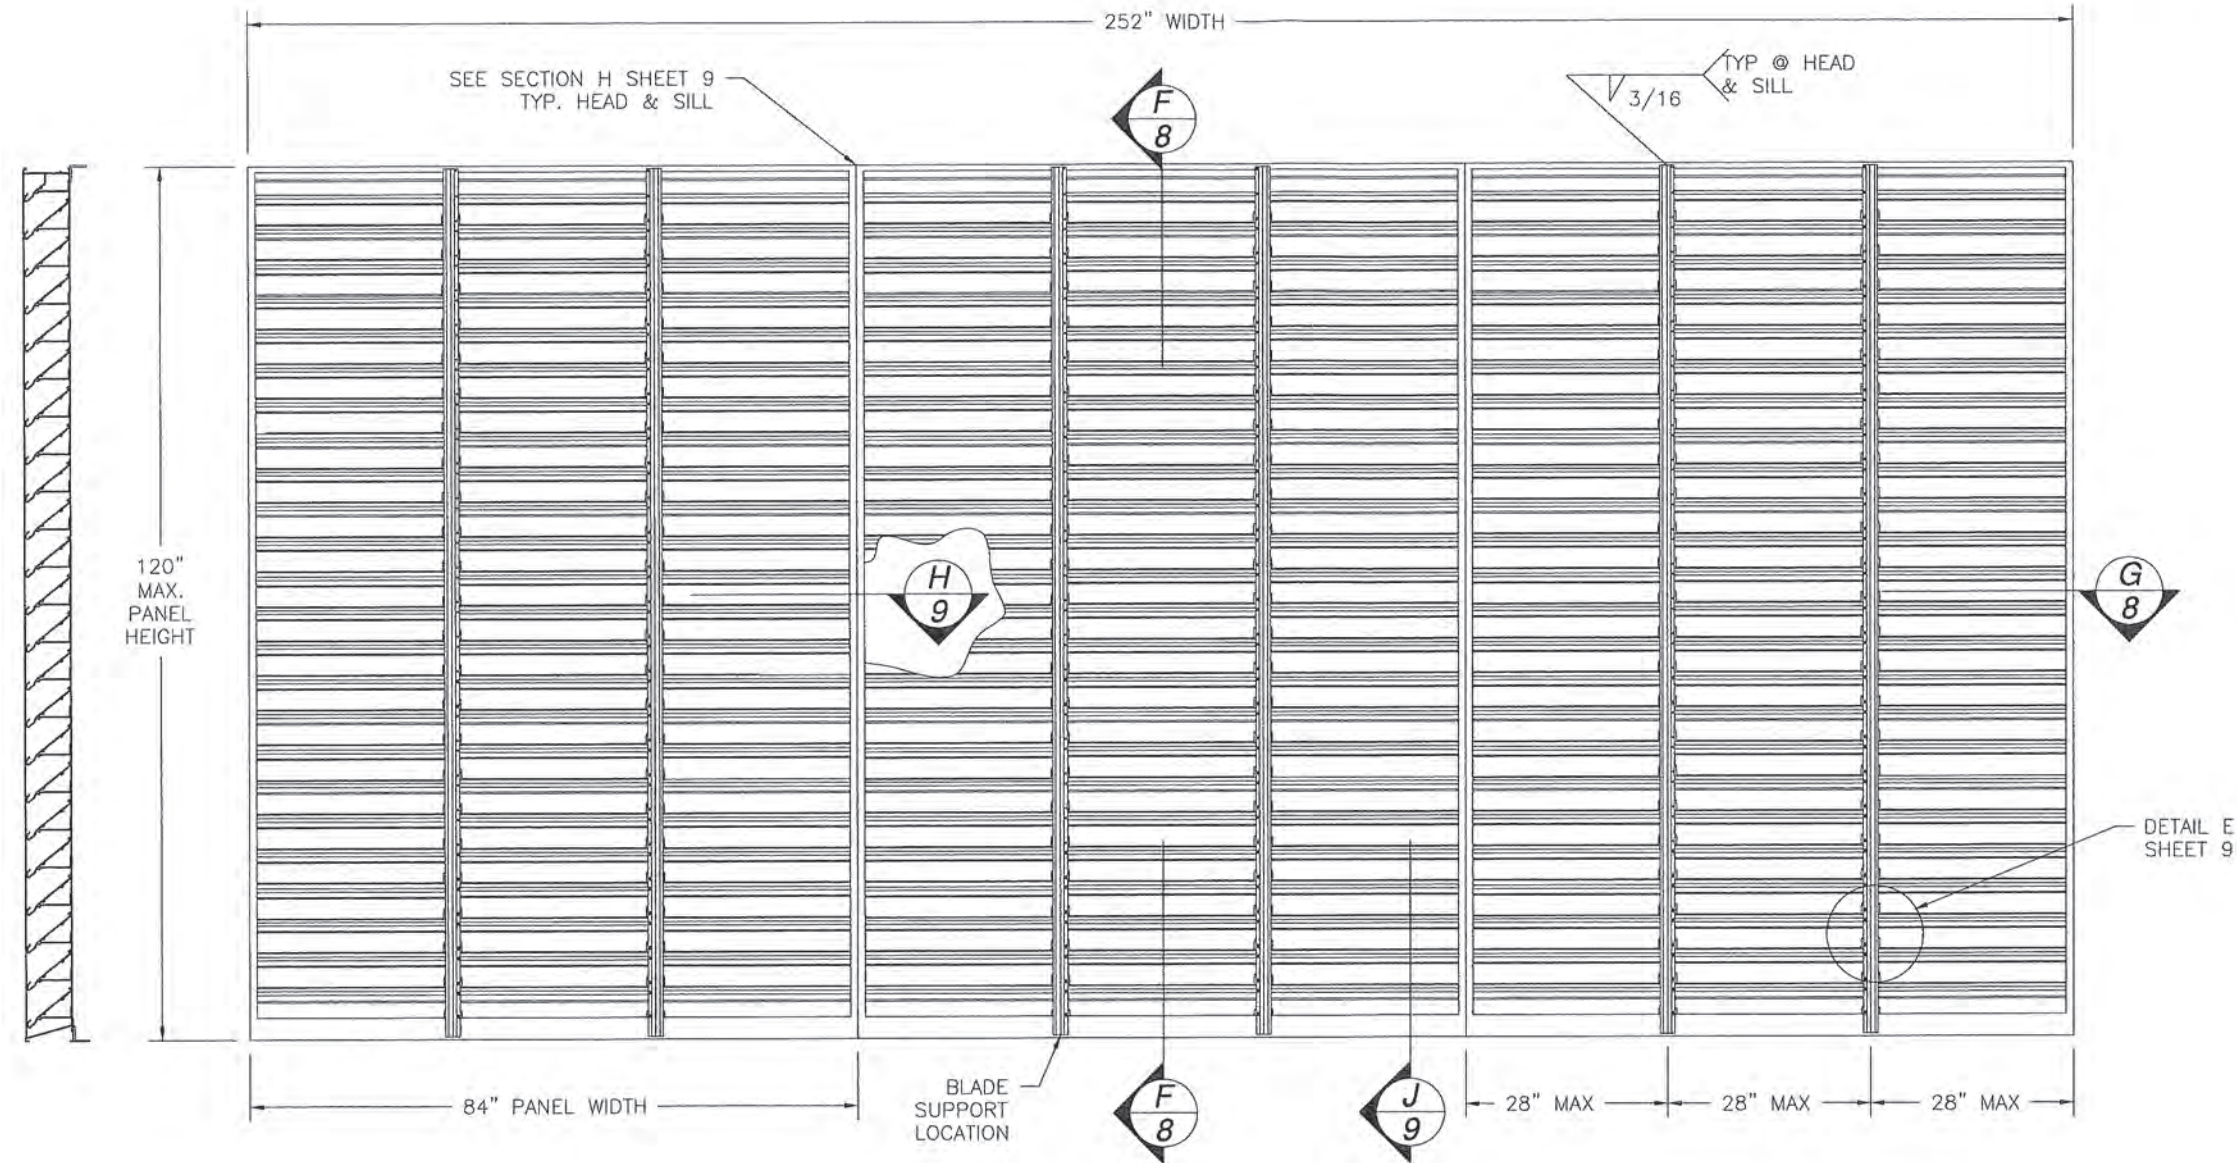 252" WIDTH
SEE SECTION H SHEET 9
TYP. HEAD & SILL
F
8
TYP @ HEAD
& SILL
3/16
120"
MAX.
PANEL
HEIGHT
H
9
G
8
DETAIL E
SHEET 9
84" PANEL WIDTH
BLADE
SUPPORT
LOCATION
F
8
J
9
28" MAX
28" MAX
28" MAX